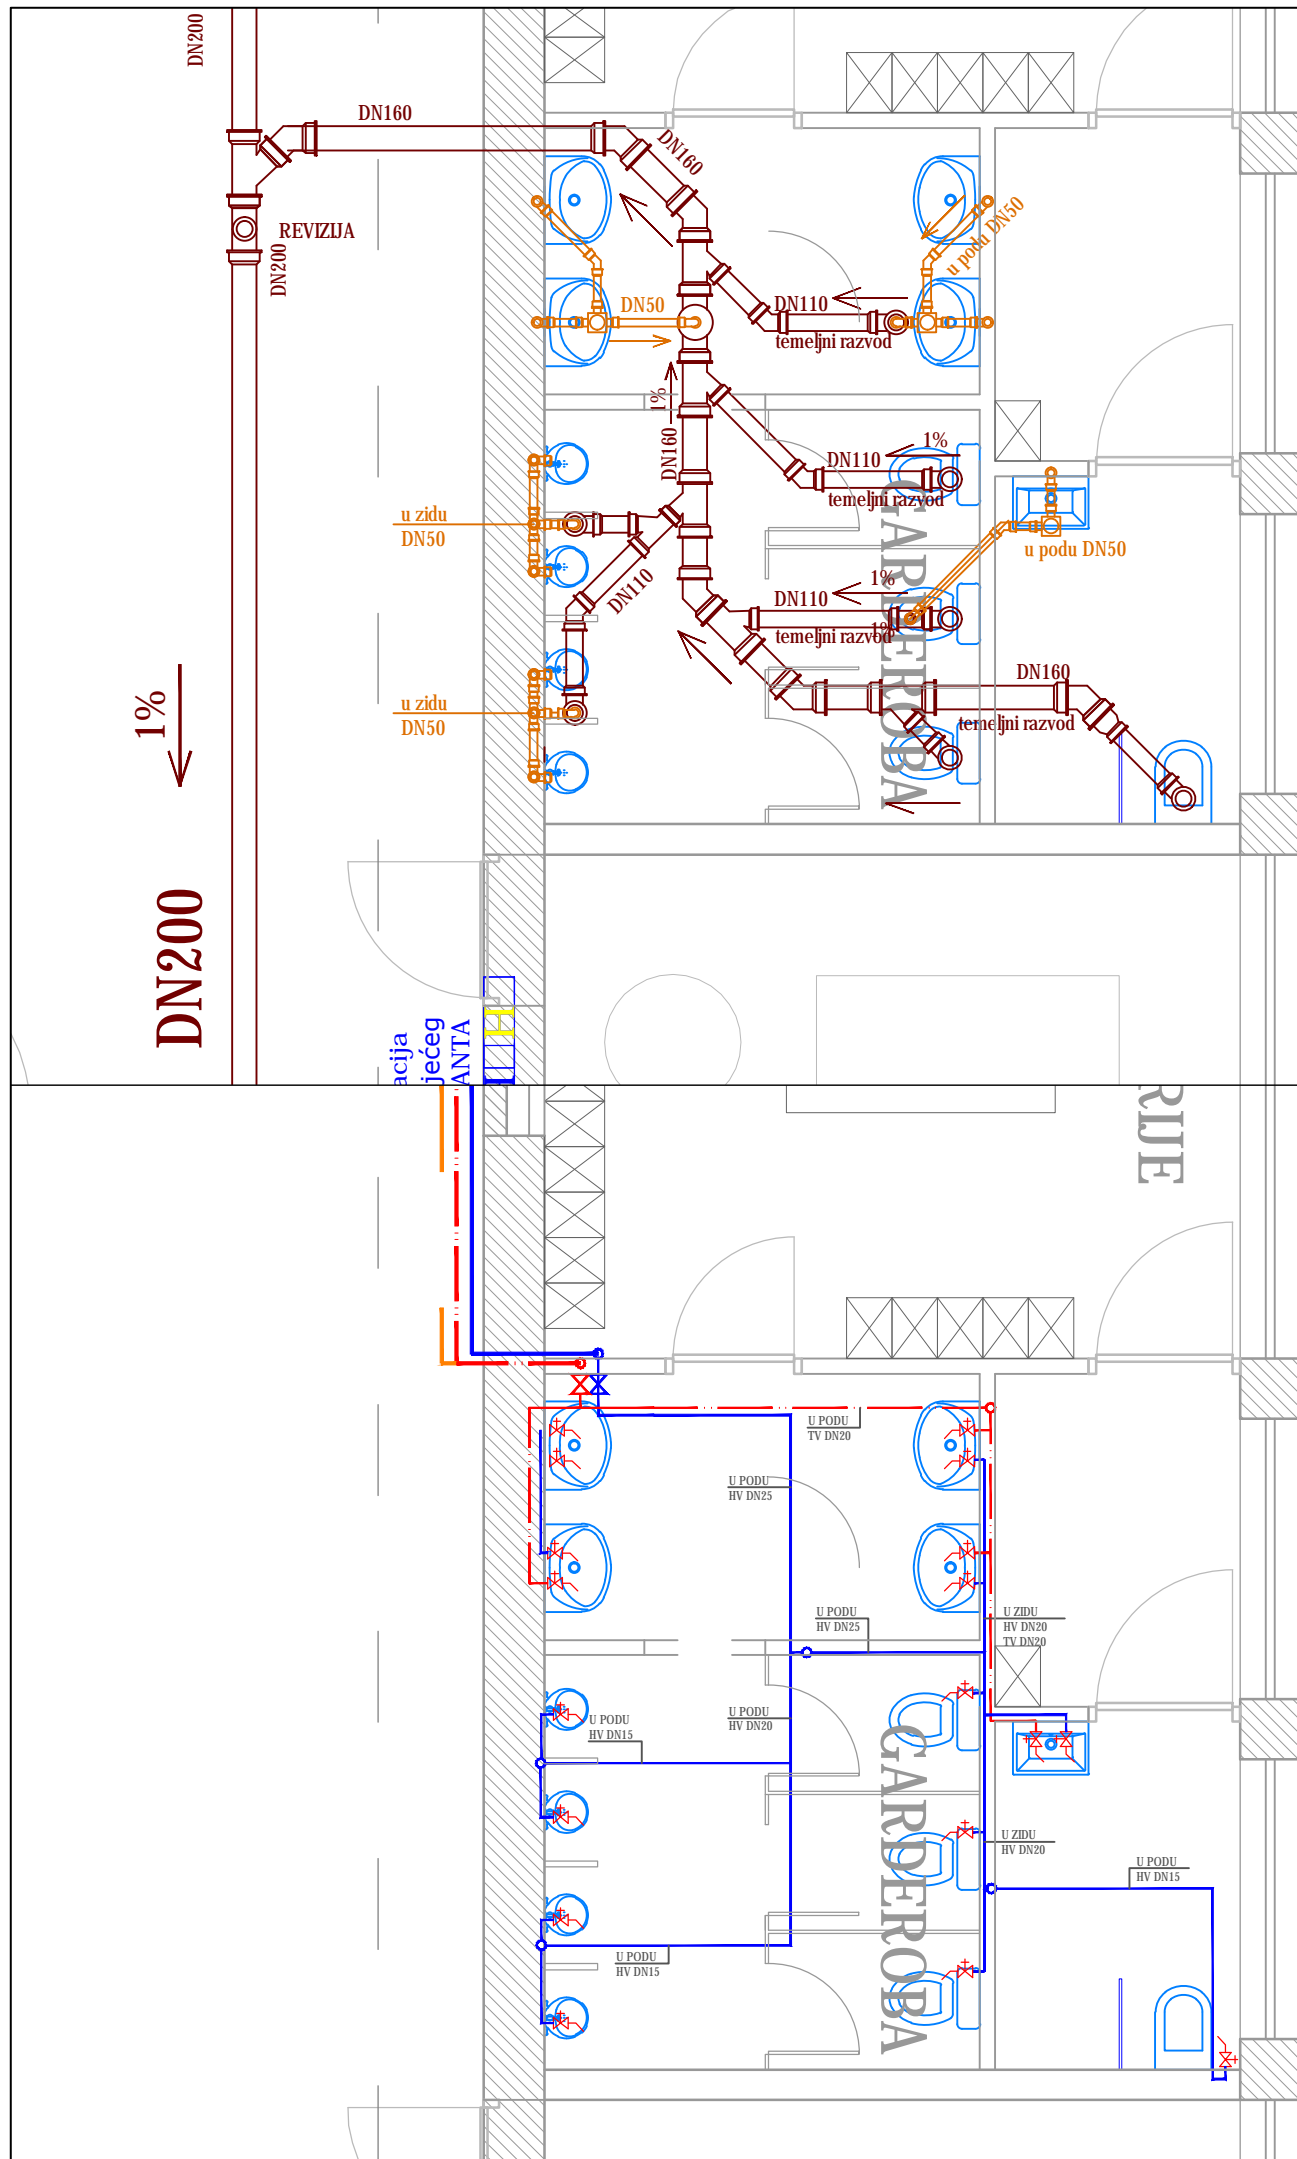 DN200
DN160
DN160
REVIZIJA
DN200
u podu DN50
DN50
DN110
temeljni razvod
1%
DN160
DN110
1%
temeljni razvod
u zidu
DN50
u podu DN50
DN110
DN110
1%
temeljni razvod
1%
DN160
temeljni razvod
u zidu
DN50
GARDEROBA
1%
DN200
acija
jećeg
ANTA
H
RIJE
U PODU
TV DN20
U PODU
HV DN25
U PODU
HV DN25
U ZIDU
HV DN20
TV DN20
U PODU
HV DN15
U PODU
HV DN20
GARDEROBA
U ZIDU
HV DN20
U PODU
HV DN15
U PODU
HV DN15